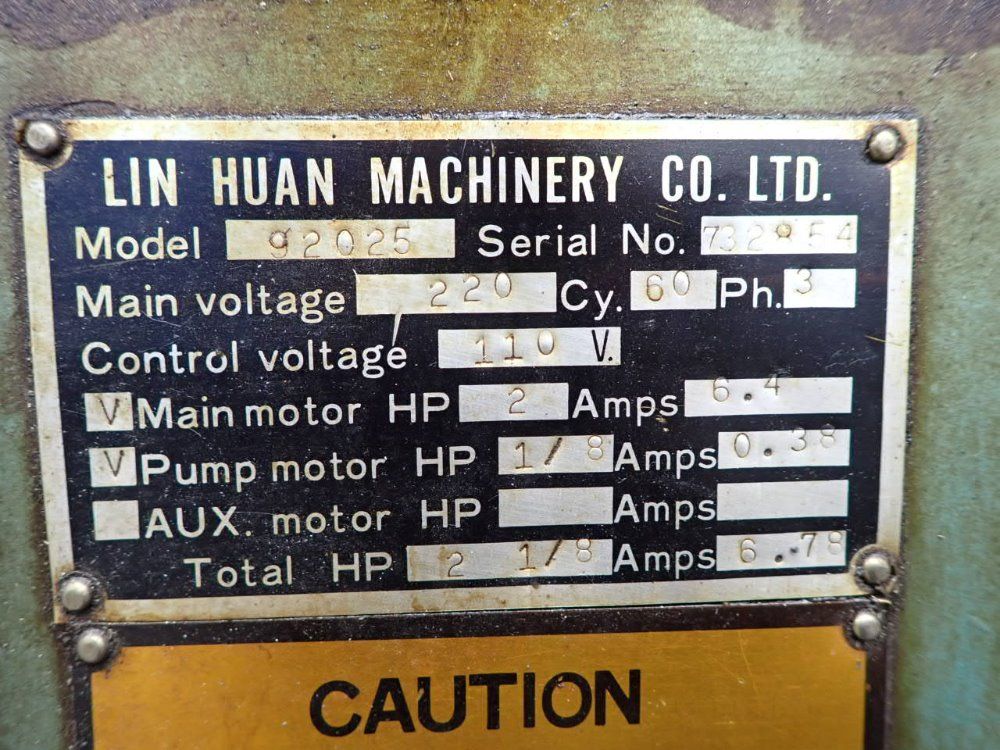 LIN HUAN MACHINERY CO. LTD.
Model 92025 Serial No. 732854
Main voltage 220 Cy. 60 Ph. 3
Control voltage 110 V.
V Main motor HP 2 Amps 6.4
V Pump motor HP 1/8 Amps 0.38
AUX. motor HP Amps
Total HP 2 1/8 Amps 6.78
CAUTION